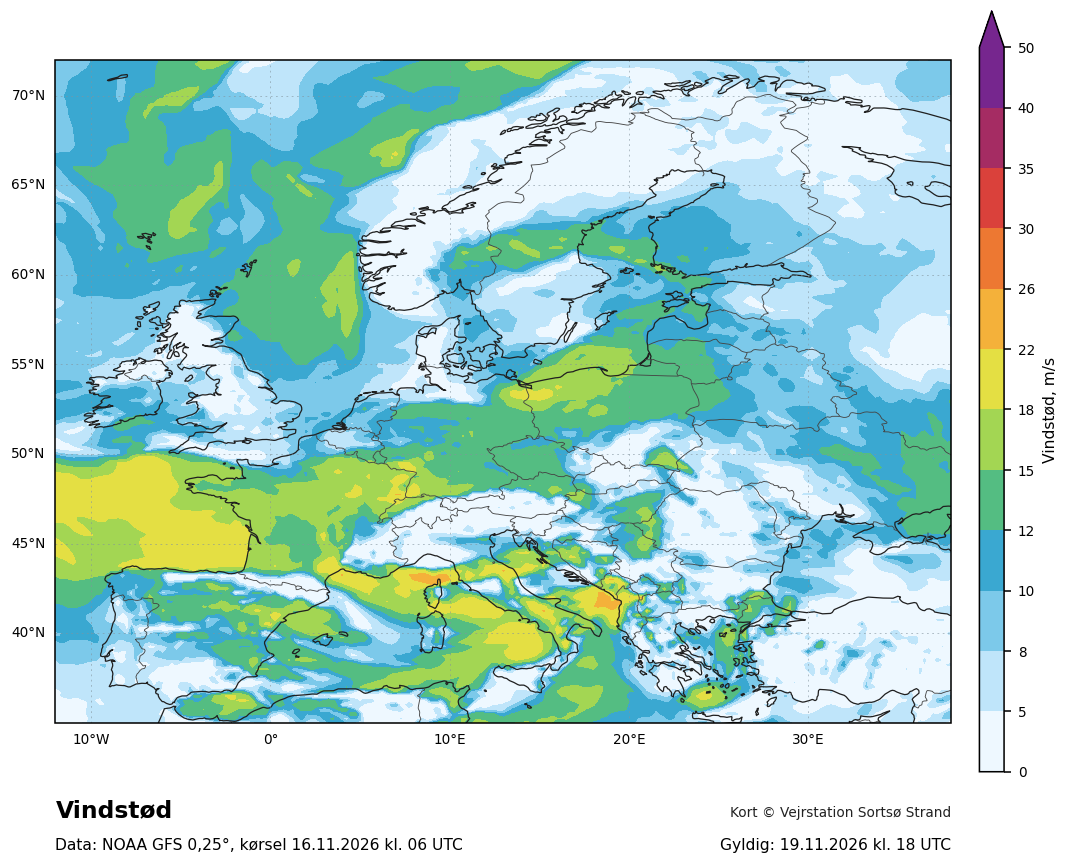 50
40
35
30
26
22
18
15
12
10
8
5
0
Vindstød, m/s
70°N
65°N
60°N
55°N
50°N
45°N
40°N
10°W
0°
10°E
20°E
30°E
Vindstød
Kort © Vejrstation Sortsø Strand
Data: NOAA GFS 0,25°, kørsel 16.11.2026 kl. 06 UTC
Gyldig: 19.11.2026 kl. 18 UTC